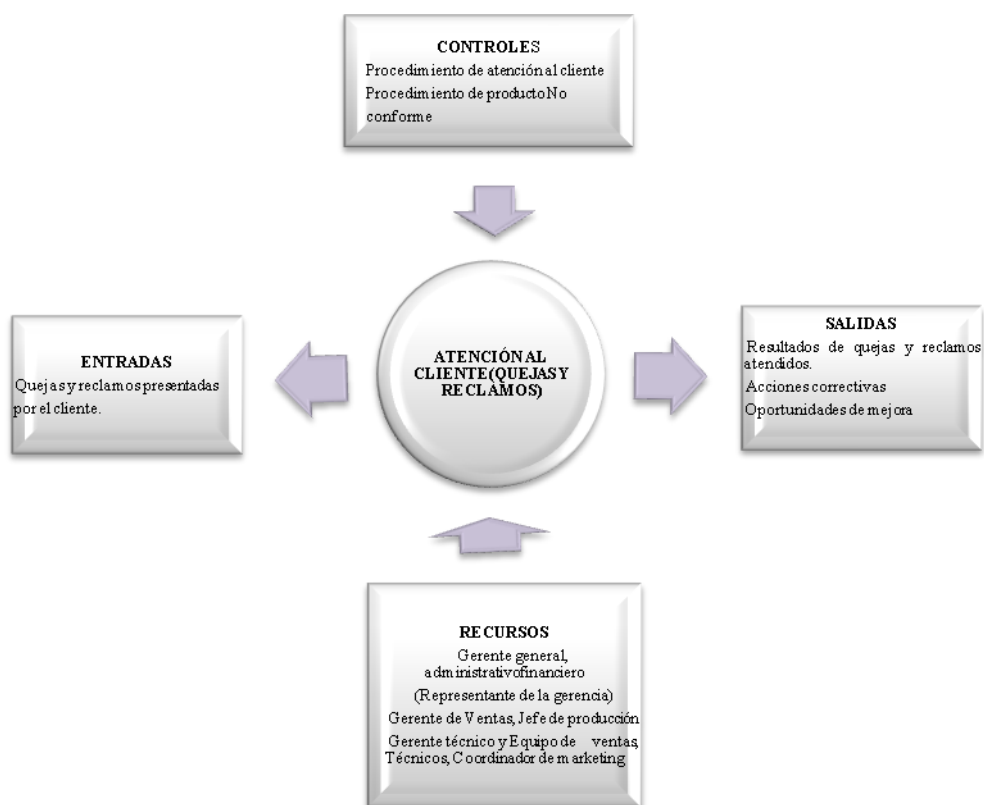 CONTROLES
Procedimiento de atención al cliente
Procedimiento de producto No
conforme
ENTRADAS
Quejas y reclamos presentadas
por el cliente.
ATENCIÓN AL
CLIENTE(QUEJAS Y
RECLAMOS)
SALIDAS
Resultados de quejas y reclamos
atendidos.
Acciones correctivas
Oportunidades de mejora
RECURSOS
Gerente general,
administrativo financiero
(Representante de la gerencia)
Gerente de Ventas, Jefe de producción
Gerente técnico y Equipo de ventas,
Técnicos, Coordinador de marketing